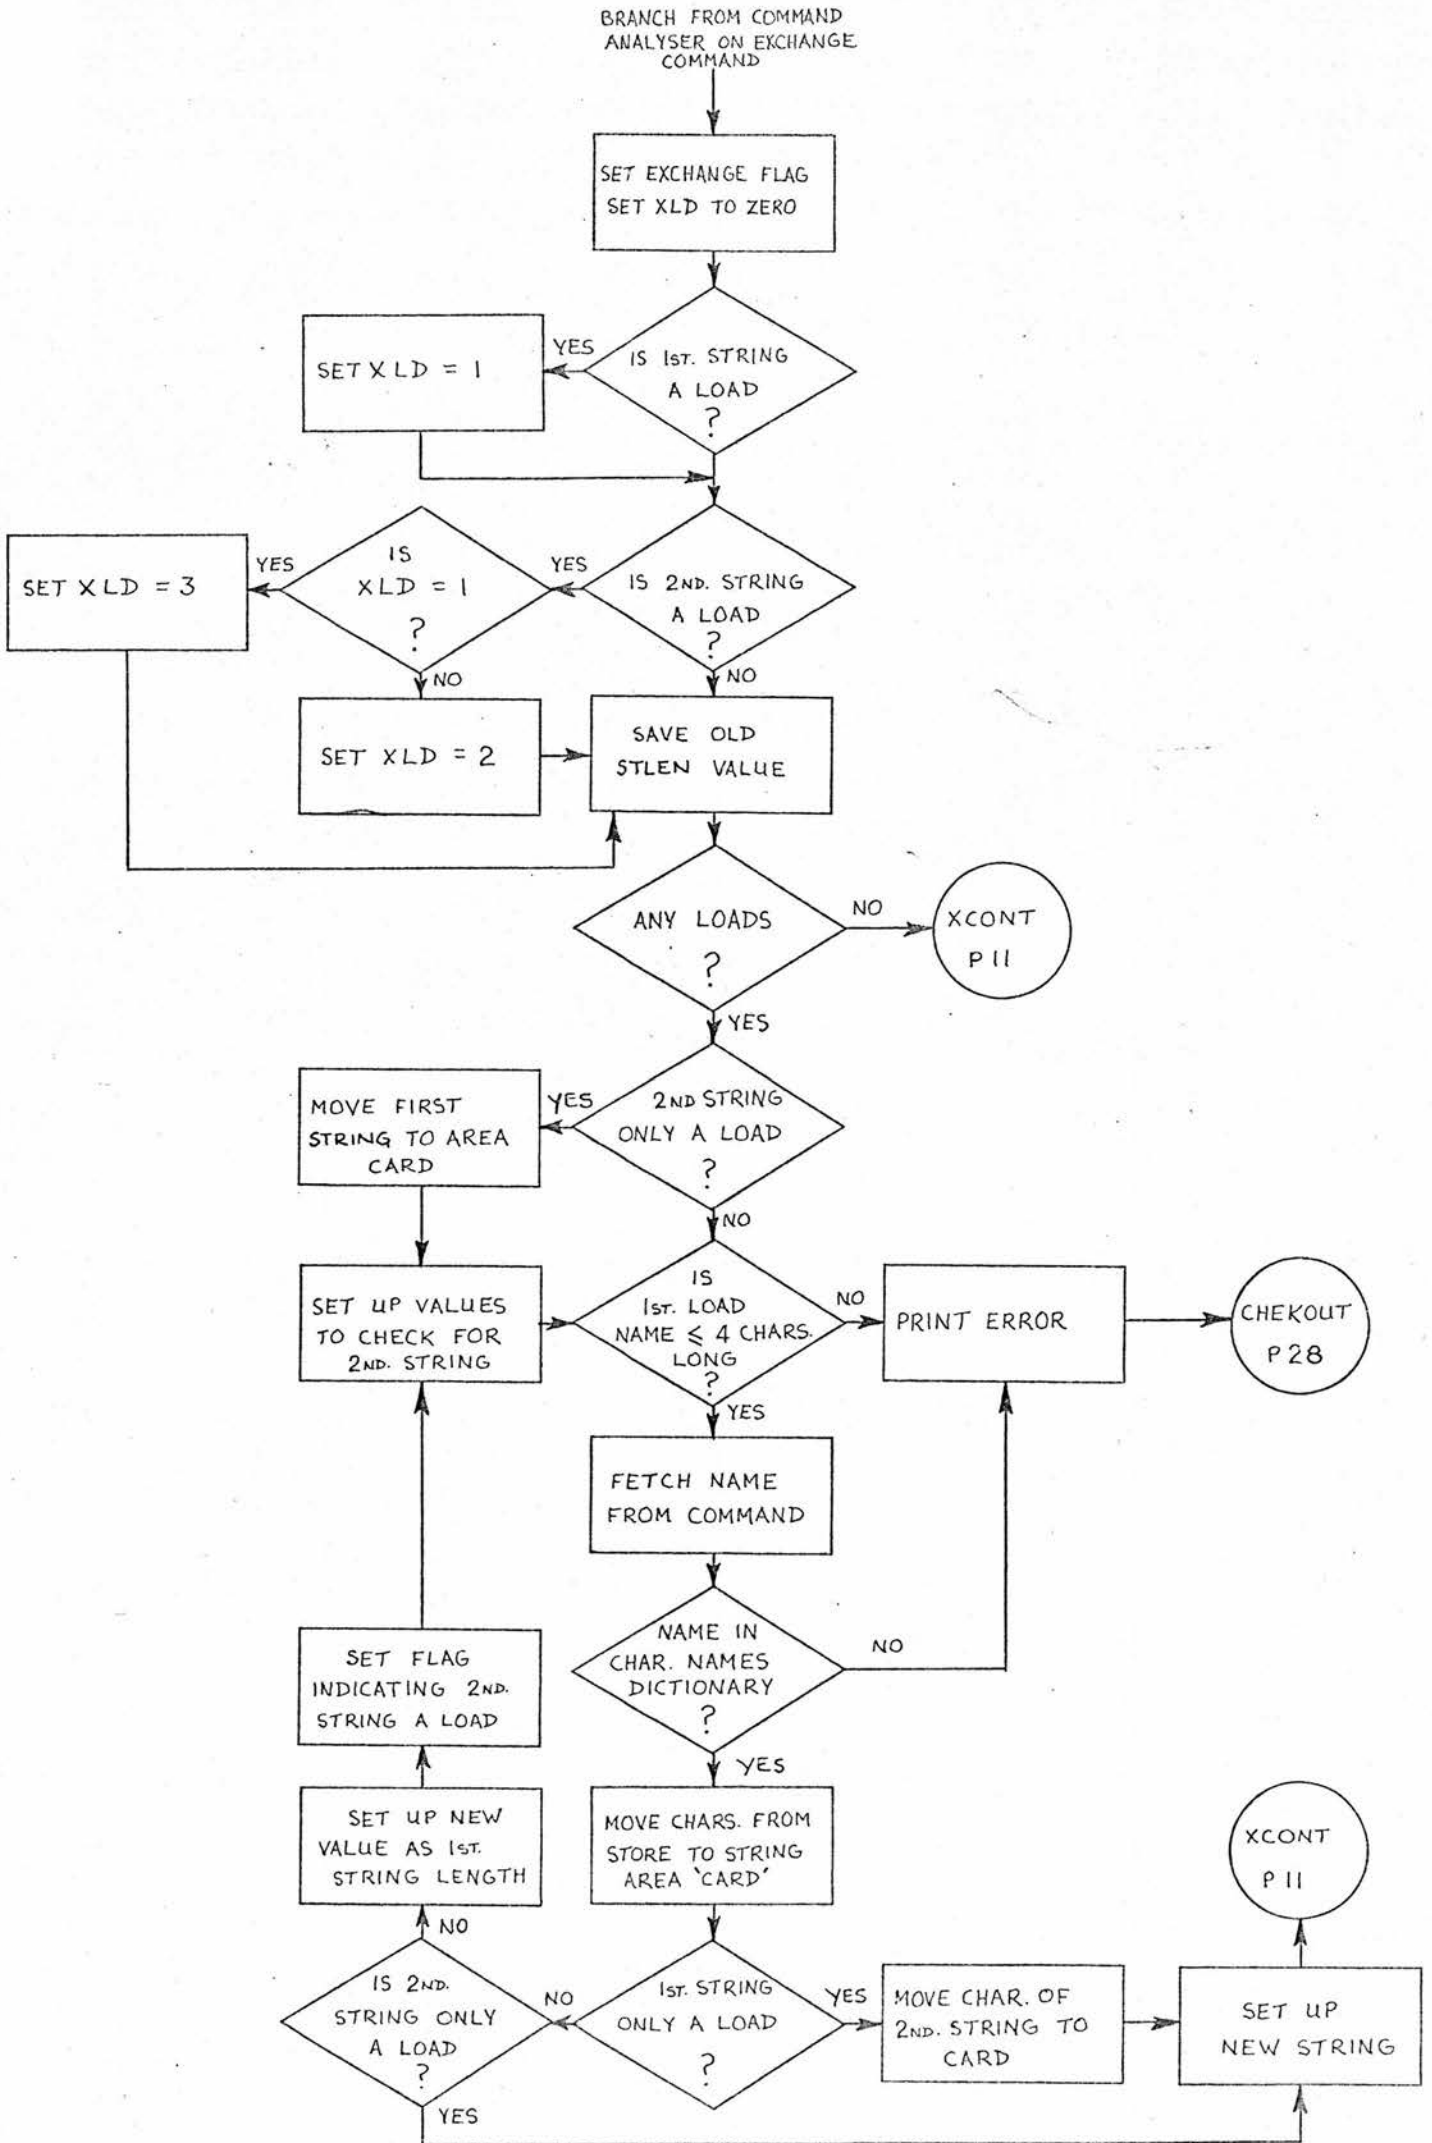 BRANCH FROM COMMAND
ANALYSER ON EXCHANGE
COMMAND
SET EXCHANGE FLAG
SET XLD TO ZERO
IS 1ST. STRING
A LOAD
?
YES
SET XLD = 1
IS 2ND. STRING
A LOAD
?
YES
IS
XLD = 1
?
YES
SET XLD = 3
NO
SET XLD = 2
NO
SAVE OLD
STLEN VALUE
ANY LOADS
?
NO
XCONT
P 11
YES
2ND STRING
ONLY A LOAD
?
YES
MOVE FIRST
STRING TO AREA
CARD
NO
SET UP VALUES
TO CHECK FOR
2ND. STRING
IS
1ST. LOAD
NAME ≤ 4 CHARS.
LONG
?
NO
PRINT ERROR
CHEKOUT
P 28
YES
FETCH NAME
FROM COMMAND
NAME IN
CHAR. NAMES
DICTIONARY
?
NO
YES
SET FLAG
INDICATING 2ND.
STRING A LOAD
SET UP NEW
VALUE AS 1ST.
STRING LENGTH
MOVE CHARS. FROM
STORE TO STRING
AREA 'CARD'
XCONT
P 11
NO
IS 2ND.
STRING ONLY
A LOAD
?
NO
1ST. STRING
ONLY A LOAD
?
YES
MOVE CHAR. OF
2ND. STRING TO
CARD
SET UP
NEW STRING
YES